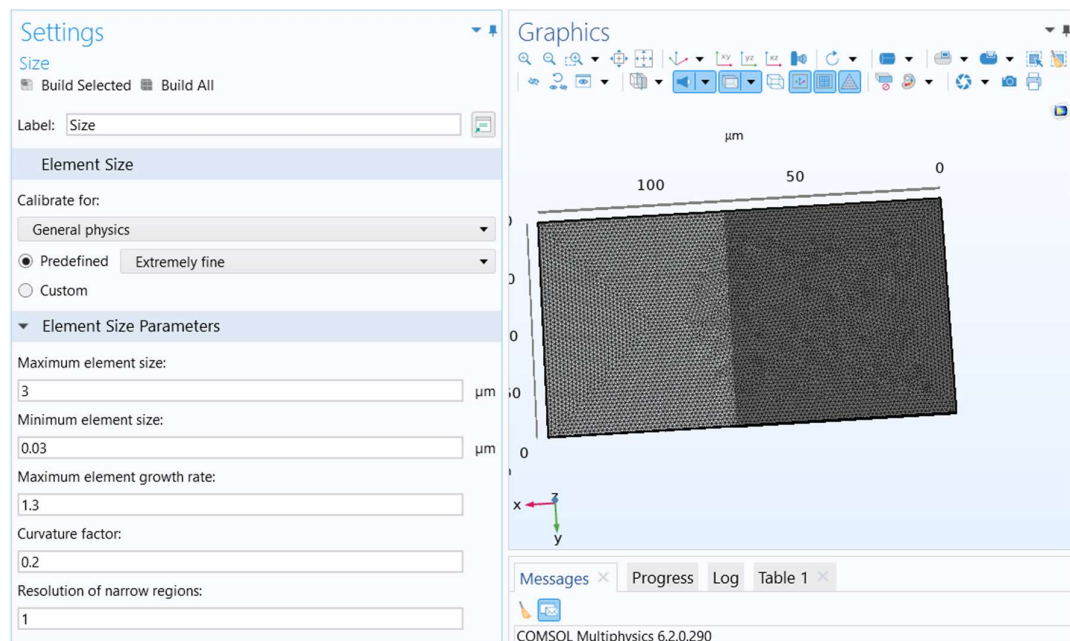 Settings
Size
Build Selected Build All
Label: Size
Element Size
Calibrate for:
General physics
Predefined Extremely fine
Custom
Element Size Parameters
Maximum element size:
3 µm
Minimum element size:
0.03 µm
Maximum element growth rate:
1.3
Curvature factor:
0.2
Resolution of narrow regions:
1
Graphics
xy yz xz
µm
100 50 0
0
z
x
y
Messages Progress Log Table 1
COMSOL Multiphysics 6.2.0.290